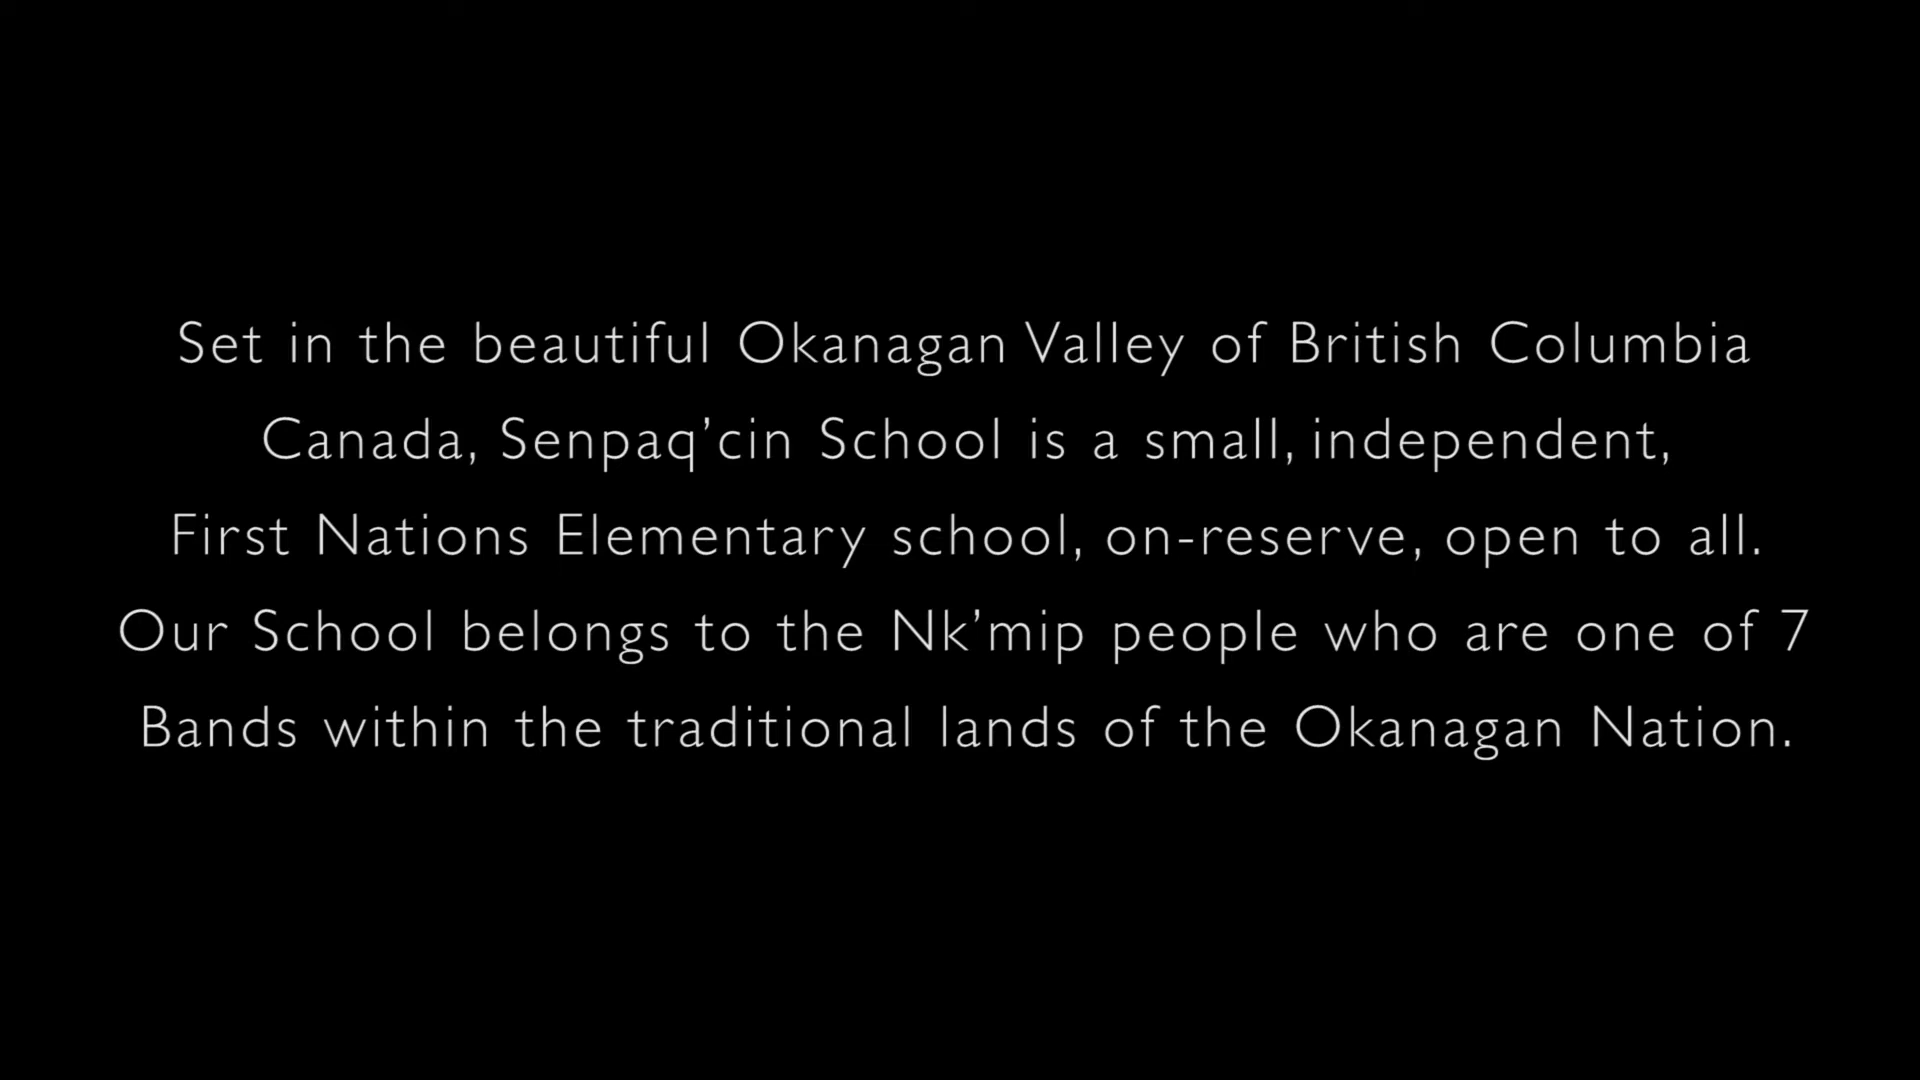 Set in the beautiful Okanagan Valley of British Columbia
Canada, Senpaq’cin School is a small, independent,
First Nations Elementary school, on-reserve, open to all.
Our School belongs to the Nk’mip people who are one of 7
Bands within the traditional lands of the Okanagan Nation.